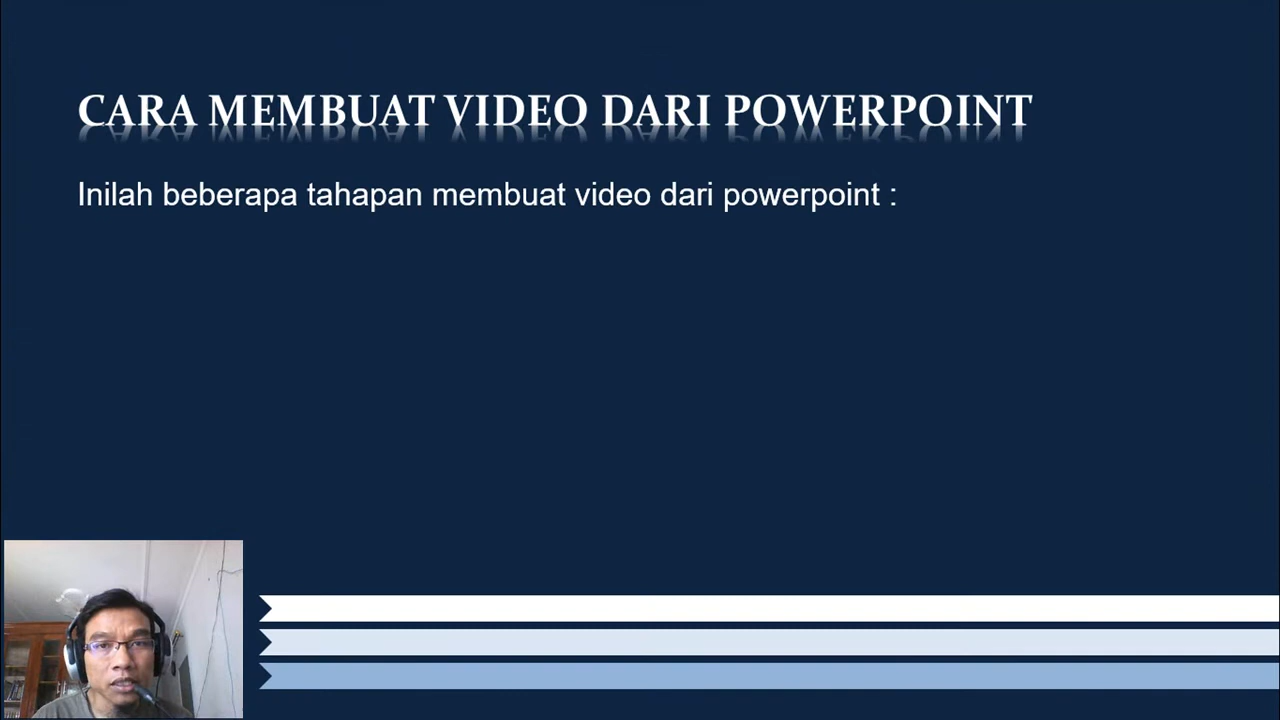 CARA MEMBUAT VIDEO DARI POWERPOINT
Inilah beberapa tahapan membuat video dari powerpoint :